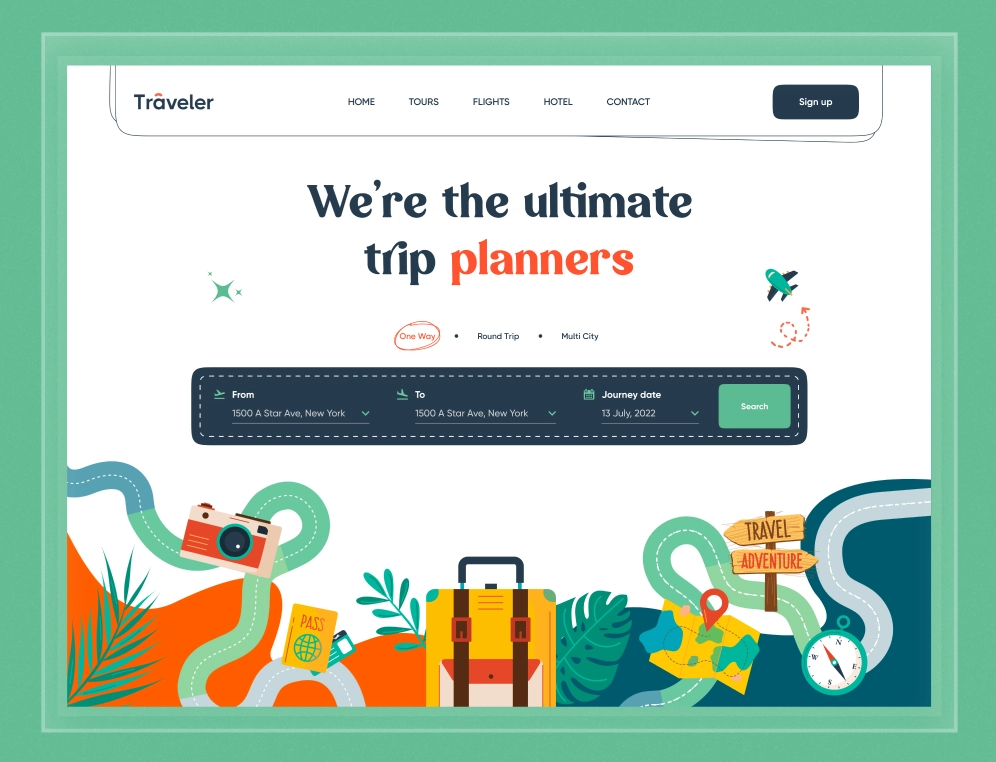 Trâveler
HOME TOURS FLIGHTS HOTEL CONTACT
Sign up
We're the ultimate
trip planners
One Way • Round Trip • Multi City
From To Journey date
1500 A Star Ave, New York 1500 A Star Ave, New York 13 July, 2022
Search
TRAVEL
ADVENTURE
PASS
N
W E
S